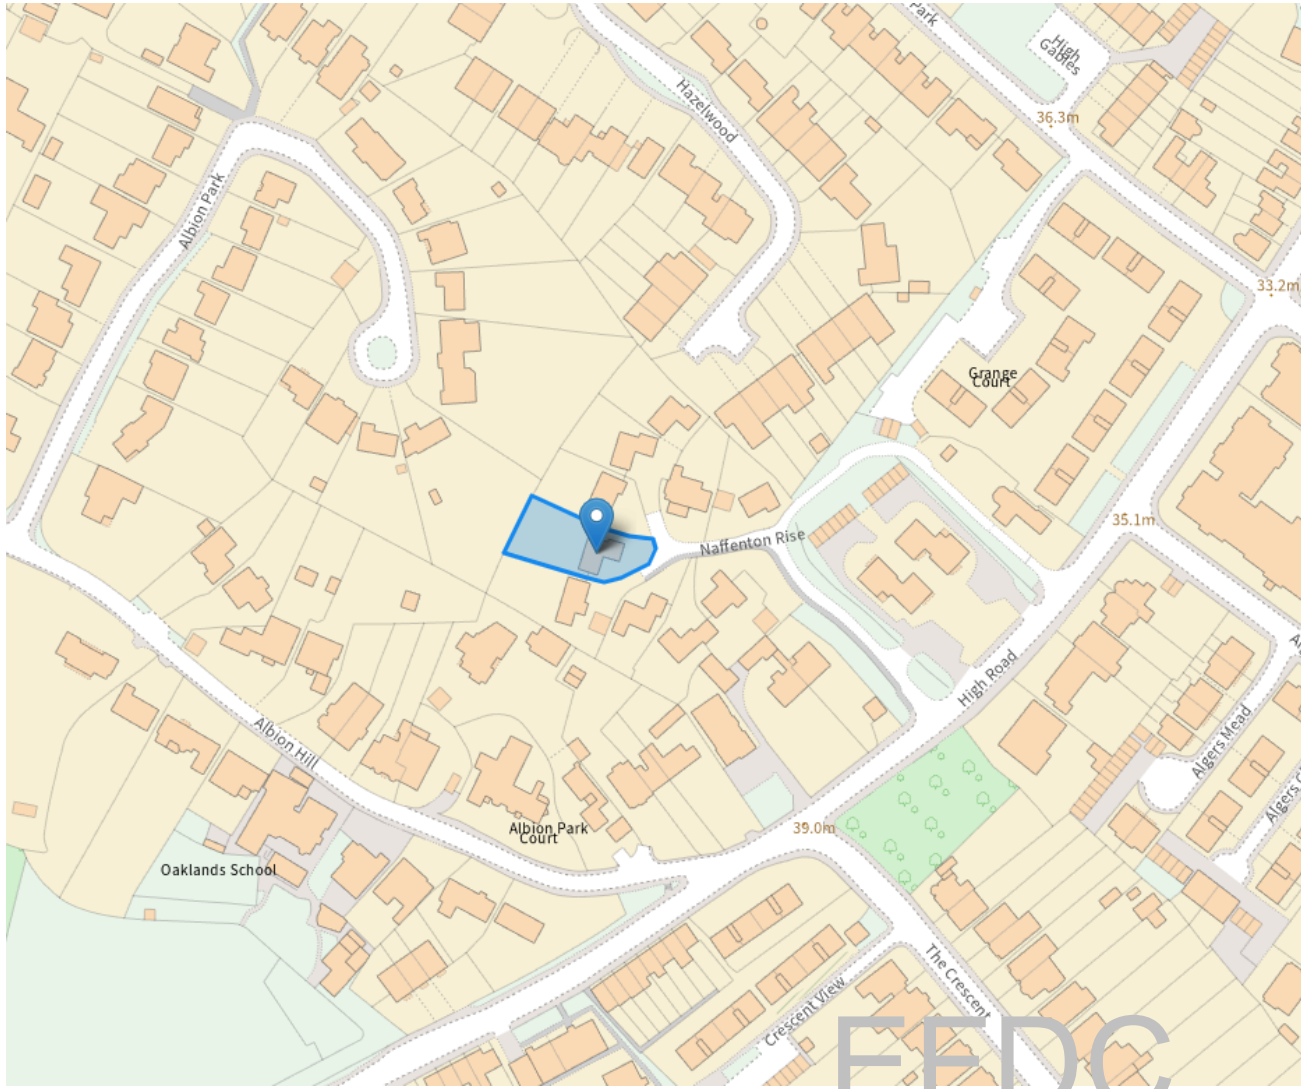 Park
High
Gables
Hazelwood
36.3m
Albion Park
33.2m
Grange
Court
35.1m
Naffenton Rise
High Road
Albion Hill
Algers Mead
Albion Park
Court
39.0m
Oaklands School
The Crescent
Crescent View
EFDC